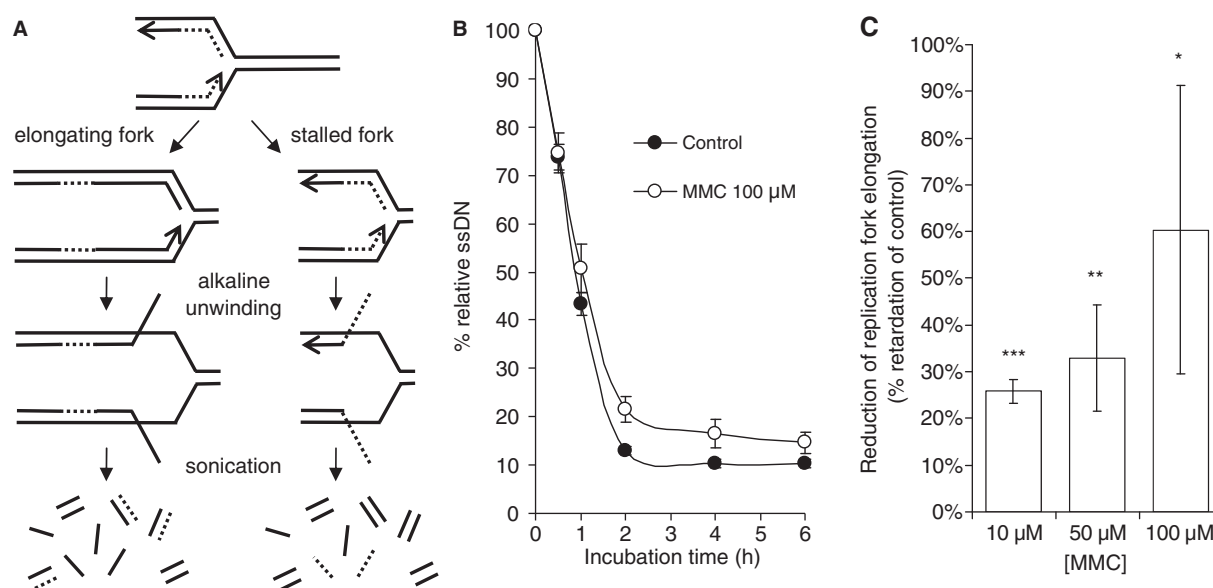 A
elongating fork
stalled fork
alkaline
unwinding
sonication
B
% relative ssDN
100
90
80
70
60
50
40
30
20
10
0
Control
MMC 100 µM
0 1 2 3 4 5 6
Incubation time (h)
C
Reduction of replication fork elongation
(% retardation of control)
100%
90%
80%
70%
60%
50%
40%
30%
20%
10%
0%
***
**
*
10 µM 50 µM 100 µM
[MMC]